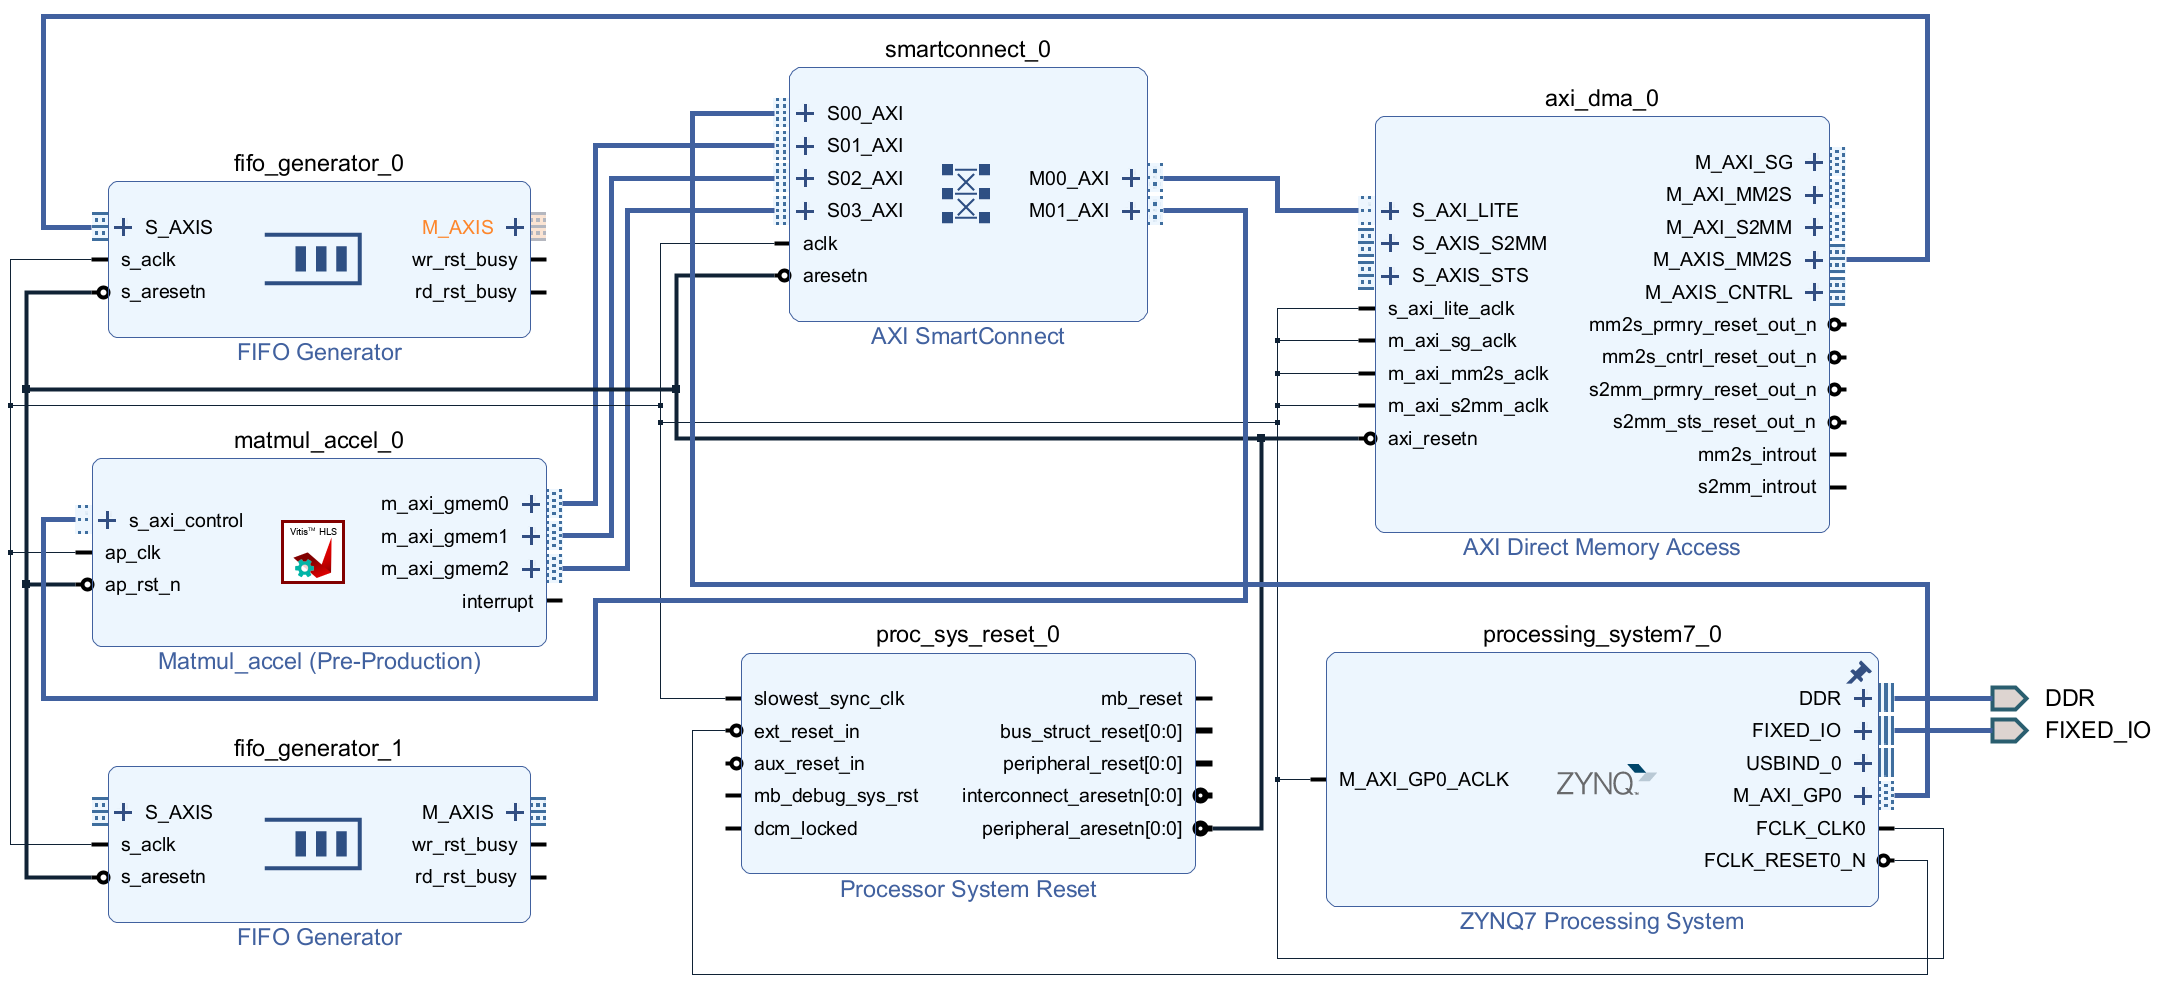 smartconnect_0
S00_AXI
S01_AXI
S02_AXI
S03_AXI
aclk
aresetn
M00_AXI
M01_AXI
AXI SmartConnect
axi_dma_0
S_AXI_LITE
S_AXIS_S2MM
S_AXIS_STS
s_axi_lite_aclk
m_axi_sg_aclk
m_axi_mm2s_aclk
m_axi_s2mm_aclk
axi_resetn
M_AXI_SG
M_AXI_MM2S
M_AXI_S2MM
M_AXIS_MM2S
M_AXIS_CNTRL
mm2s_prmry_reset_out_n
mm2s_cntrl_reset_out_n
s2mm_prmry_reset_out_n
s2mm_sts_reset_out_n
mm2s_introut
s2mm_introut
AXI Direct Memory Access
fifo_generator_0
S_AXIS
s_aclk
s_aresetn
M_AXIS
wr_rst_busy
rd_rst_busy
FIFO Generator
matmul_accel_0
s_axi_control
ap_clk
ap_rst_n
Vitis™ HLS
m_axi_gmem0
m_axi_gmem1
m_axi_gmem2
interrupt
Matmul_accel (Pre-Production)
fifo_generator_1
S_AXIS
s_aclk
s_aresetn
M_AXIS
wr_rst_busy
rd_rst_busy
FIFO Generator
proc_sys_reset_0
slowest_sync_clk
ext_reset_in
aux_reset_in
mb_debug_sys_rst
dcm_locked
mb_reset
bus_struct_reset[0:0]
peripheral_reset[0:0]
interconnect_aresetn[0:0]
peripheral_aresetn[0:0]
Processor System Reset
processing_system7_0
M_AXI_GP0_ACLK
ZYNQ
DDR
FIXED_IO
USBIND_0
M_AXI_GP0
FCLK_CLK0
FCLK_RESET0_N
ZYNQ7 Processing System
DDR
FIXED_IO